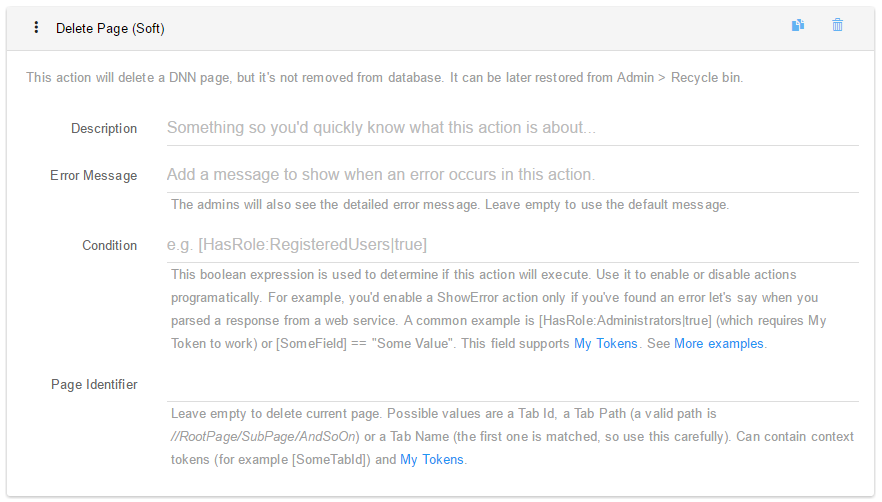 Delete Page (Soft)
This action will delete a DNN page, but it's not removed from database. It can be later restored from Admin > Recycle bin.
Description
Something so you'd quickly know what this action is about...
Error Message
Add a message to show when an error occurs in this action.
The admins will also see the detailed error message. Leave empty to use the default message.
Condition
e.g. [HasRole:RegisteredUsers|true]
This boolean expression is used to determine if this action will execute. Use it to enable or disable actions
programatically. For example, you'd enable a ShowError action only if you've found an error let's say when you
parsed a response from a web service. A common example is [HasRole:Administrators|true] (which requires My
Token to work) or [SomeField] == "Some Value". This field supports My Tokens. See More examples.
Page Identifier
Leave empty to delete current page. Possible values are a Tab Id, a Tab Path (a valid path is
//RootPage/SubPage/AndSoOn) or a Tab Name (the first one is matched, so use this carefully). Can contain context
tokens (for example [SomeTabId]) and My Tokens.